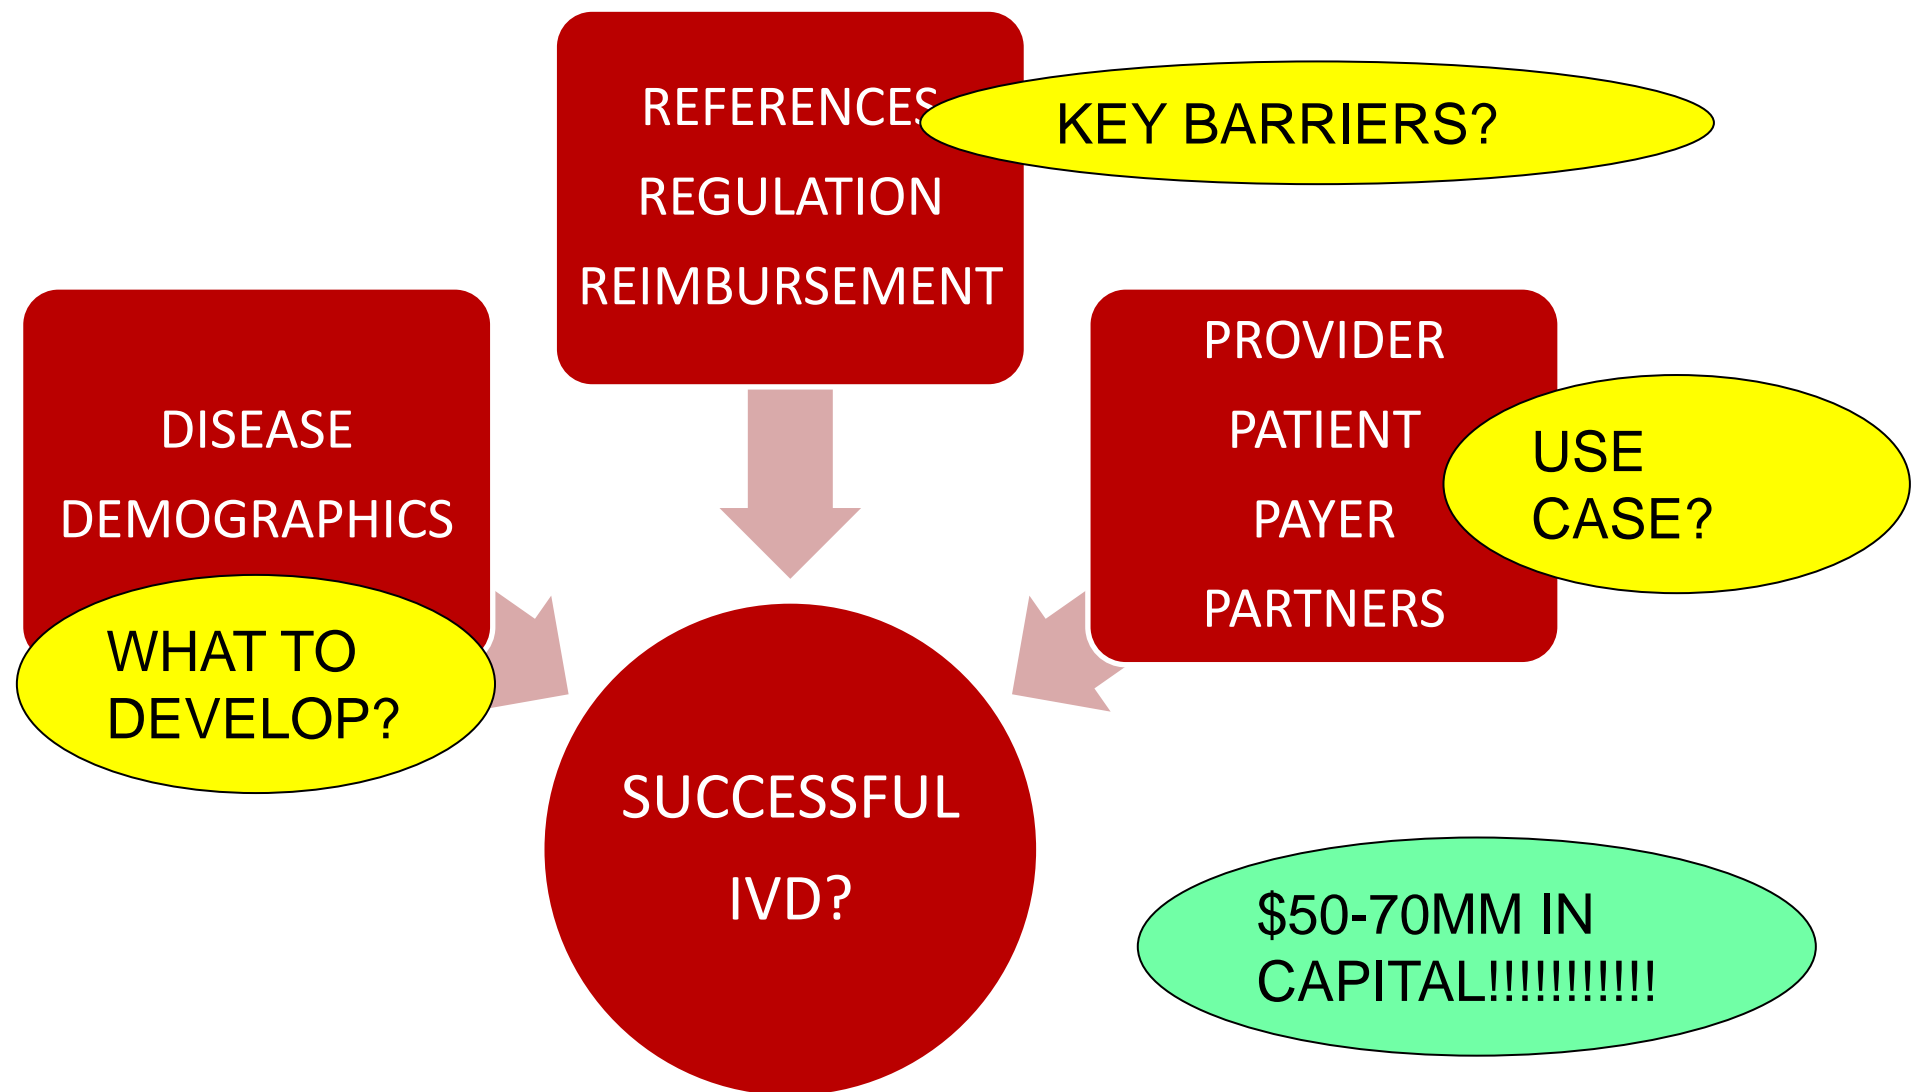 REFERENCES
REGULATION
REIMBURSEMENT
KEY BARRIERS?
DISEASE
DEMOGRAPHICS
WHAT TO
DEVELOP?
PROVIDER
PATIENT
PAYER
PARTNERS
USE
CASE?
SUCCESSFUL
IVD?
$50-70MM IN
CAPITAL!!!!!!!!!!!